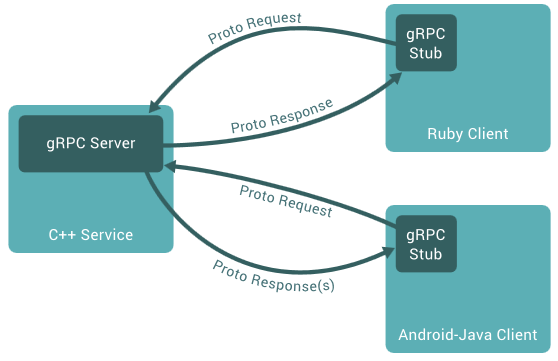 Proto Request
gRPC
Stub
Ruby Client
Proto Response
gRPC Server
C++ Service
Proto Request
gRPC
Stub
Proto Response(s)
Android-Java Client